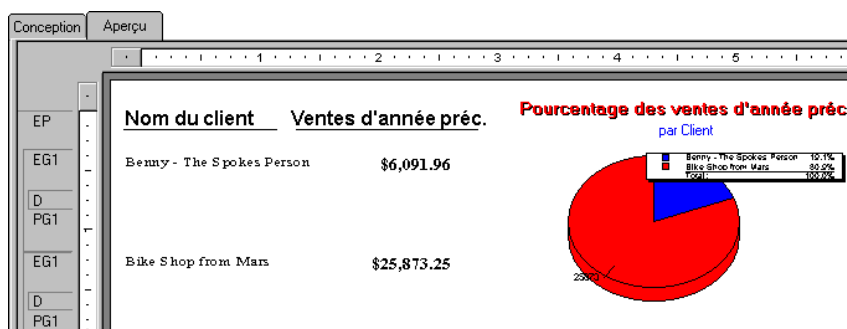 Conception Aperçu
1 2 3 4 5
EP
EG1
D
PG1
EG1
D
PG1
1
Nom du client Ventes d'année préc.
Benny - The Spokes Person $6,091.96
Bike Shop from Mars $25,873.25
Pourcentage des ventes d'année préc
par Client
Benny - The Spokes Person 19.1%
Bike Shop from Mars 80.9%
Total: 100.0%